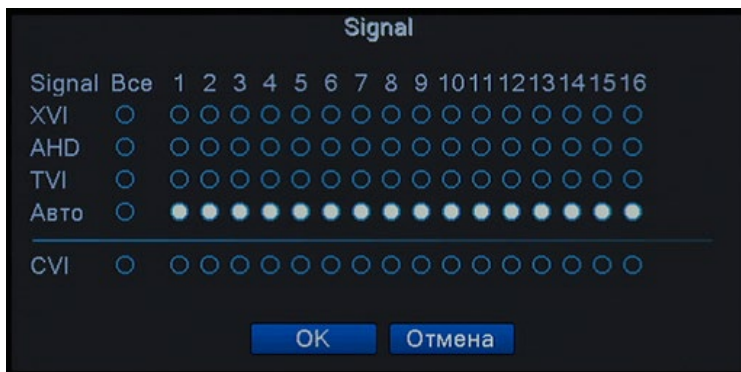 Signal
Signal Все 1 2 3 4 5 6 7 8 9 10 11 12 13 14 15 16
XVI
AHD
TVI
Авто
CVI
OK Отмена